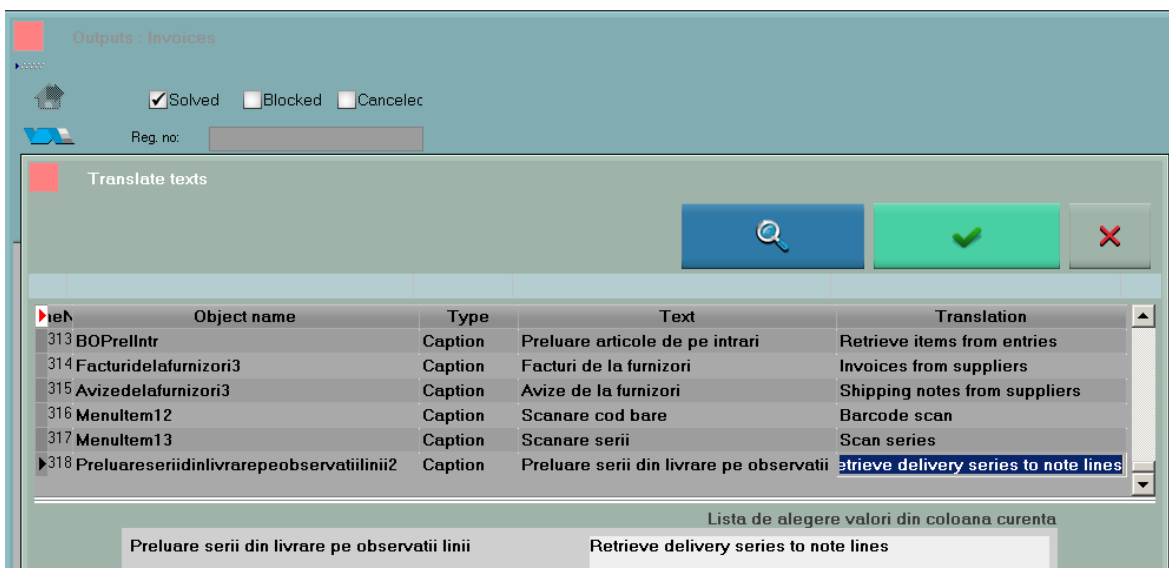 Outputs : Invoices
Solved Blocked Cancelec
Reg. no:
Translate texts
Object name Type Text Translation
313 BOPrelIntr Caption Preluare articole de pe intrari Retrieve items from entries
314 Facturidelafurnizori3 Caption Facturi de la furnizori Invoices from suppliers
315 Avizedelafurnizori3 Caption Avize de la furnizori Shipping notes from suppliers
316 MenuItem12 Caption Scanare cod bare Barcode scan
317 MenuItem13 Caption Scanare serii Scan series
318 Preluareseriidinlivrarepeobservatiilinii2 Caption Preluare serii din livrare pe observatii etrieve delivery series to note lines
Lista de alegere valori din coloana curenta
Preluare serii din livrare pe observatii linii Retrieve delivery series to note lines